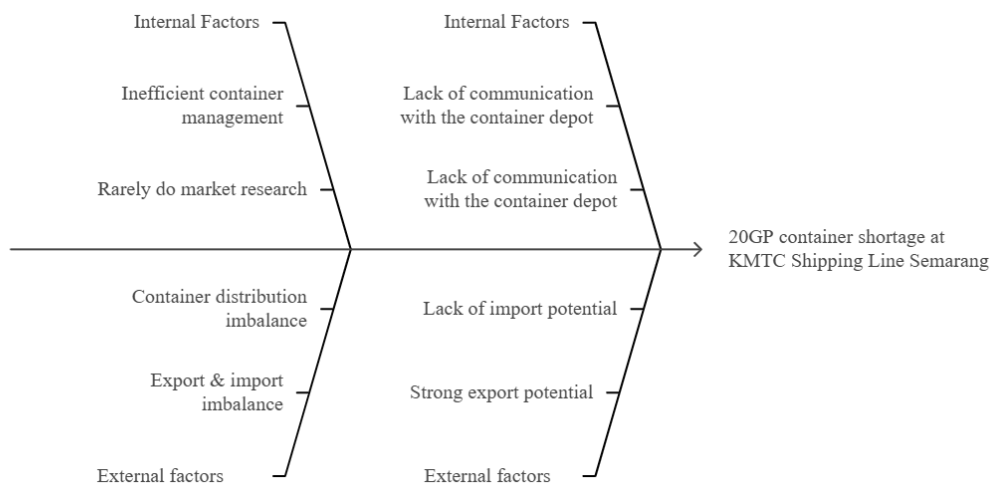 Internal Factors
Inefficient container
management
Rarely do market research
Internal Factors
Lack of communication
with the container depot
Lack of communication
with the container depot
20GP container shortage at
KMTC Shipping Line Semarang
Container distribution
imbalance
Export & import
imbalance
External factors
Lack of import potential
Strong export potential
External factors